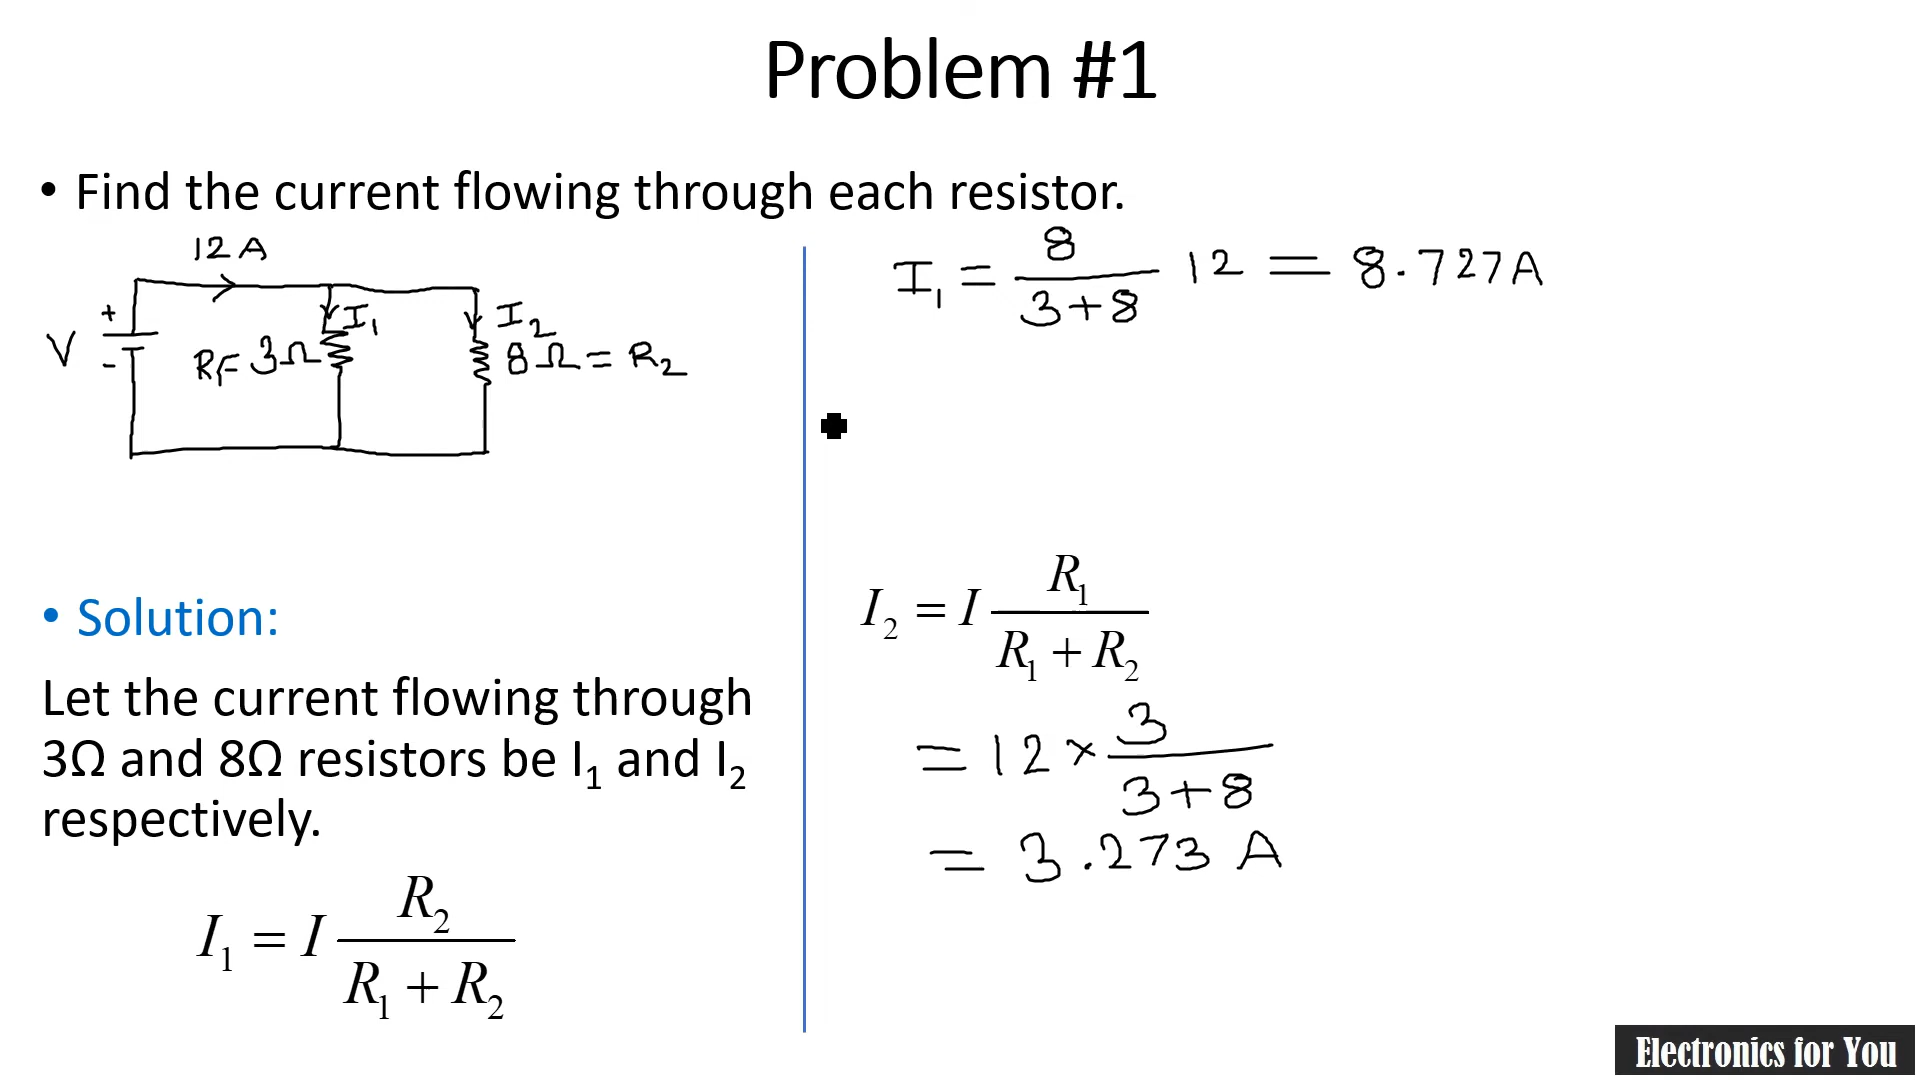 Problem #1
• Find the current flowing through each resistor.
12 A
V
+
-
R₁= 3Ω
I₁
I₂
8Ω = R₂
• Solution:
Let the current flowing through
3Ω and 8Ω resistors be I₁ and I₂
respectively.
I₁ = I R₂ / (R₁ + R₂)
I₁ = 8 / (3+8) 12 = 8.727A
I₂ = I R₁ / (R₁ + R₂)
= 12 × 3 / (3+8)
= 3.273 A
Electronics for You